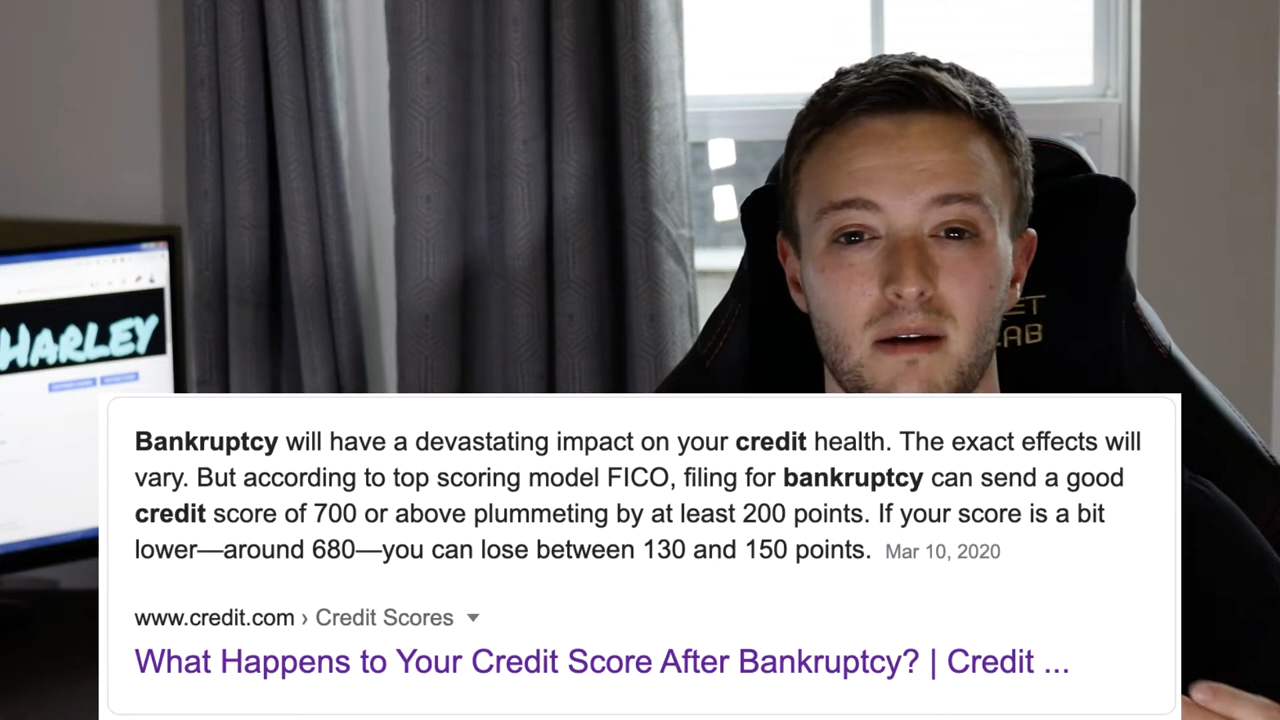 HARLEY
ET
LAB
Bankruptcy will have a devastating impact on your credit health. The exact effects will
vary. But according to top scoring model FICO, filing for bankruptcy can send a good
credit score of 700 or above plummeting by at least 200 points. If your score is a bit
lower—around 680—you can lose between 130 and 150 points. Mar 10, 2020
www.credit.com › Credit Scores
What Happens to Your Credit Score After Bankruptcy? | Credit ...